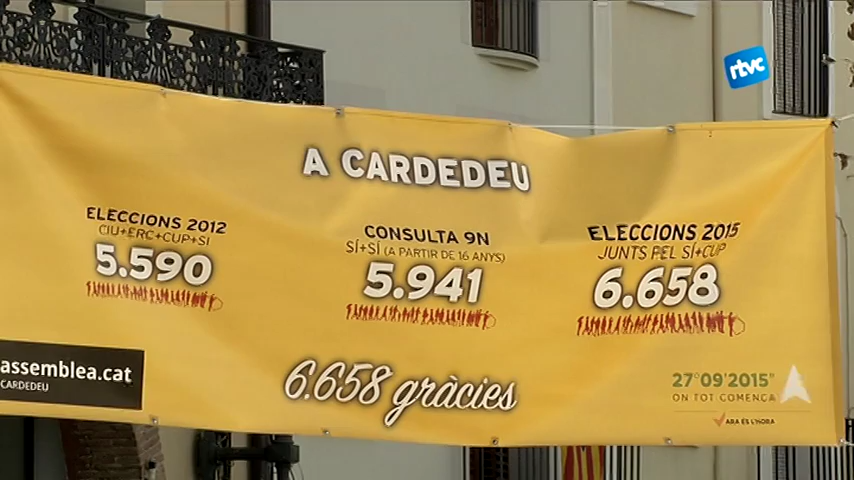 rtvc
A CARDEDEU
ELECCIONS 2012
CIU+ERC+CUP+SI
5.590
CONSULTA 9N
SÍ+SÍ (A PARTIR DE 16 ANYS)
5.941
ELECCIONS 2015
JUNTS PEL SÍ+CUP
6.658
6.658 gràcies
assemblea.cat
CARDEDEU
27°09'2015"
ON TOT COMENÇA
ARA ÉS L'HORA